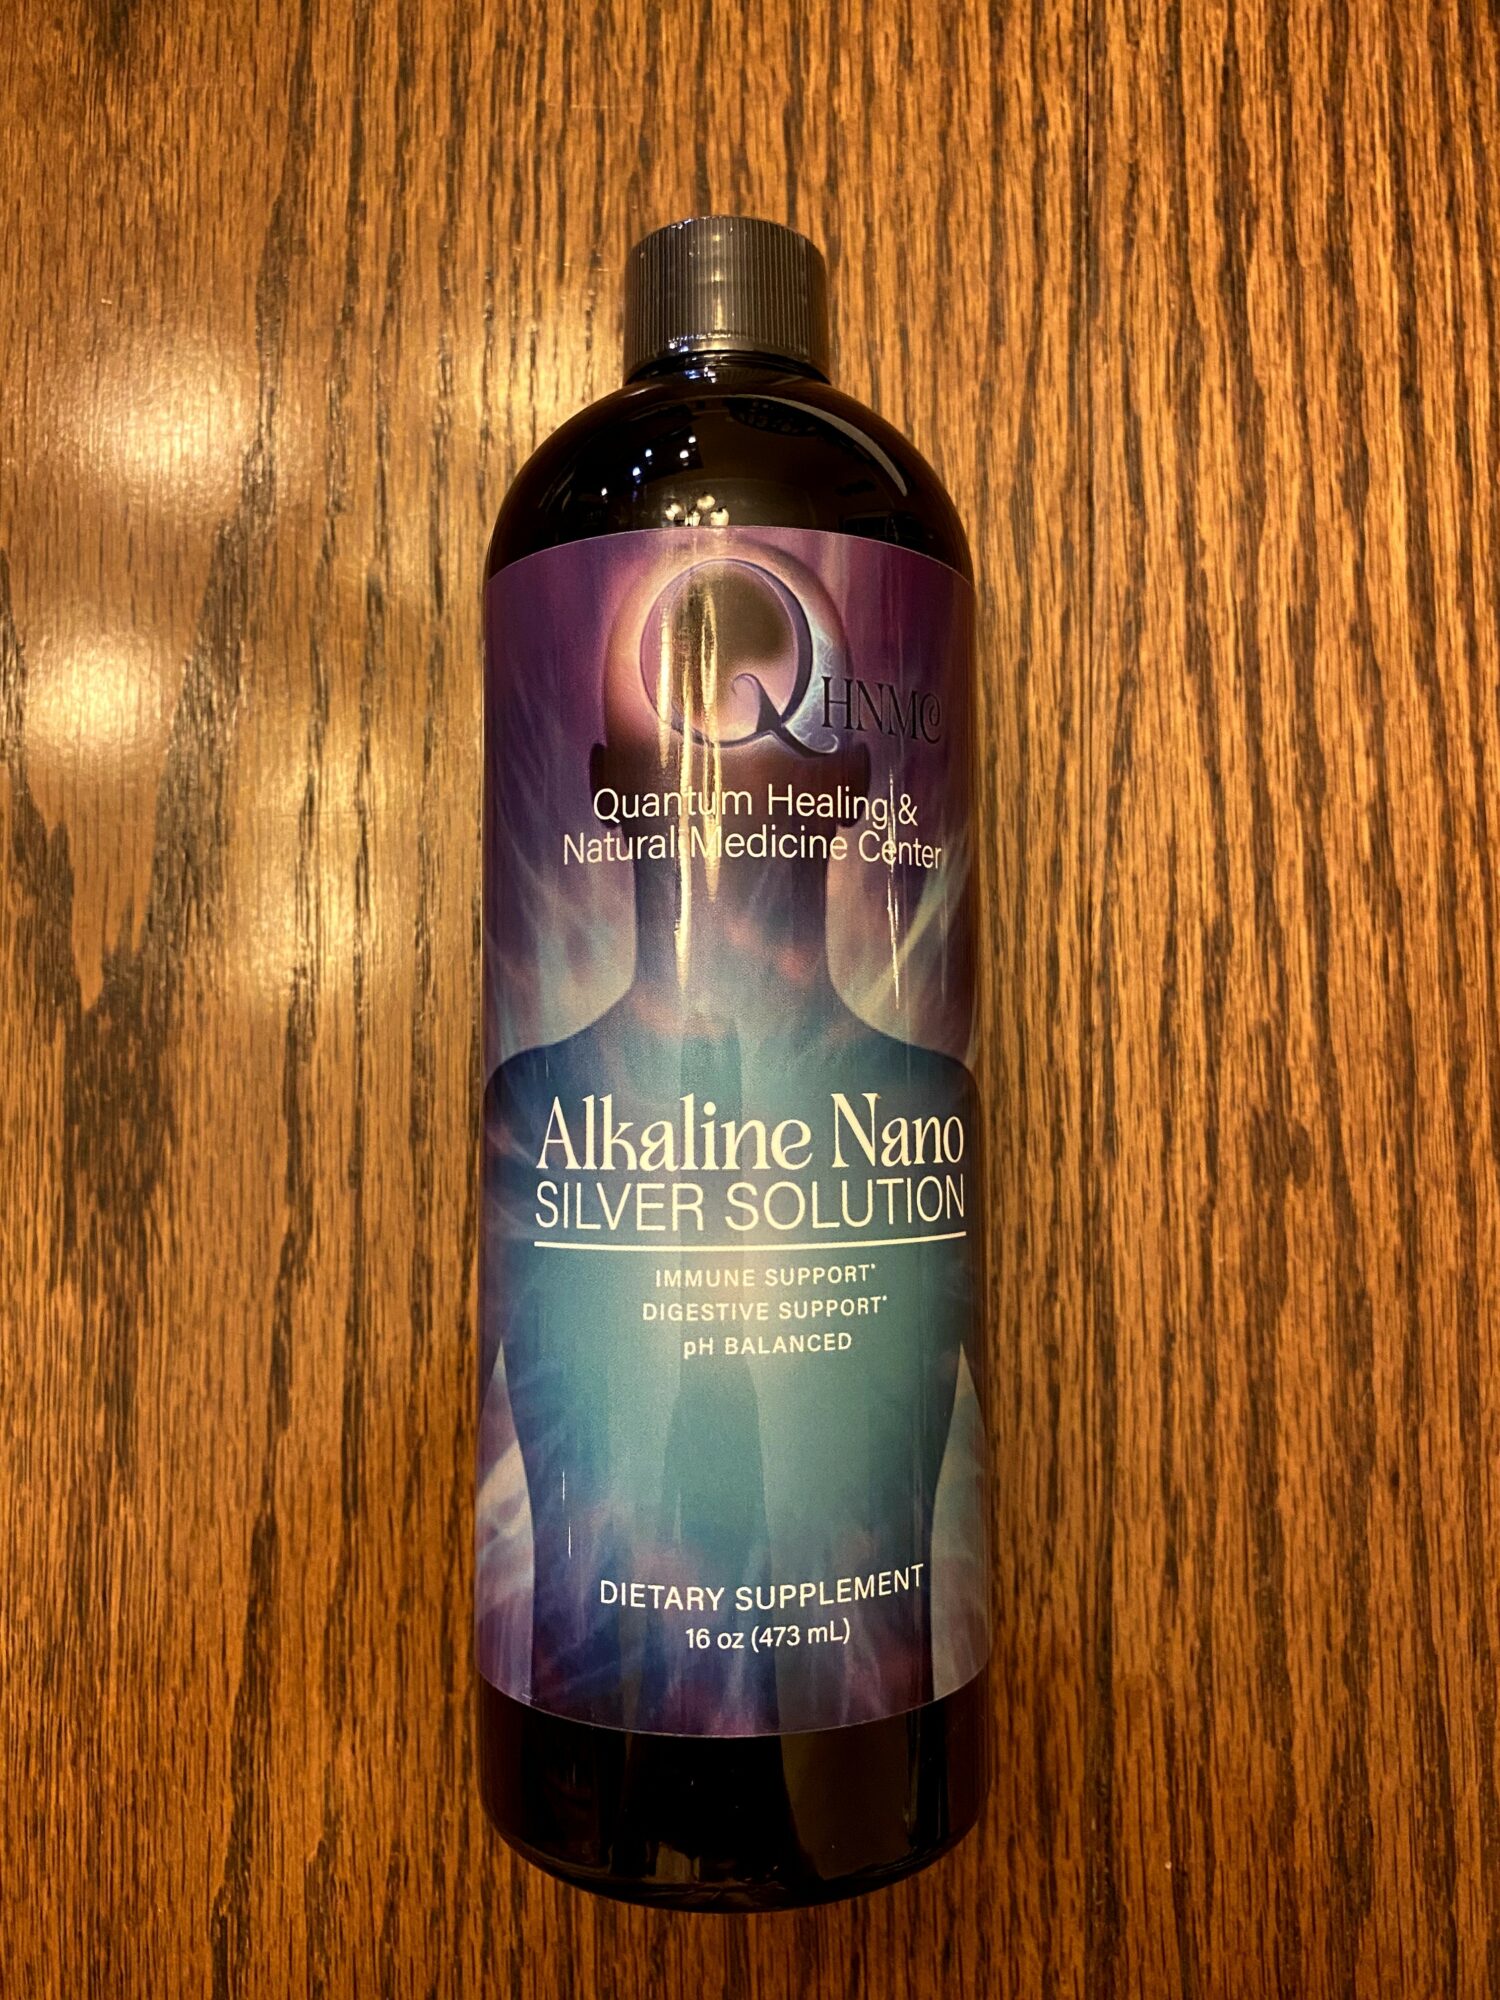 QHNMC
Quantum Healing &
Natural Medicine Center
Alkaline Nano
SILVER SOLUTION
IMMUNE SUPPORT*
DIGESTIVE SUPPORT*
pH BALANCED
DIETARY SUPPLEMENT
16 oz (473 mL)